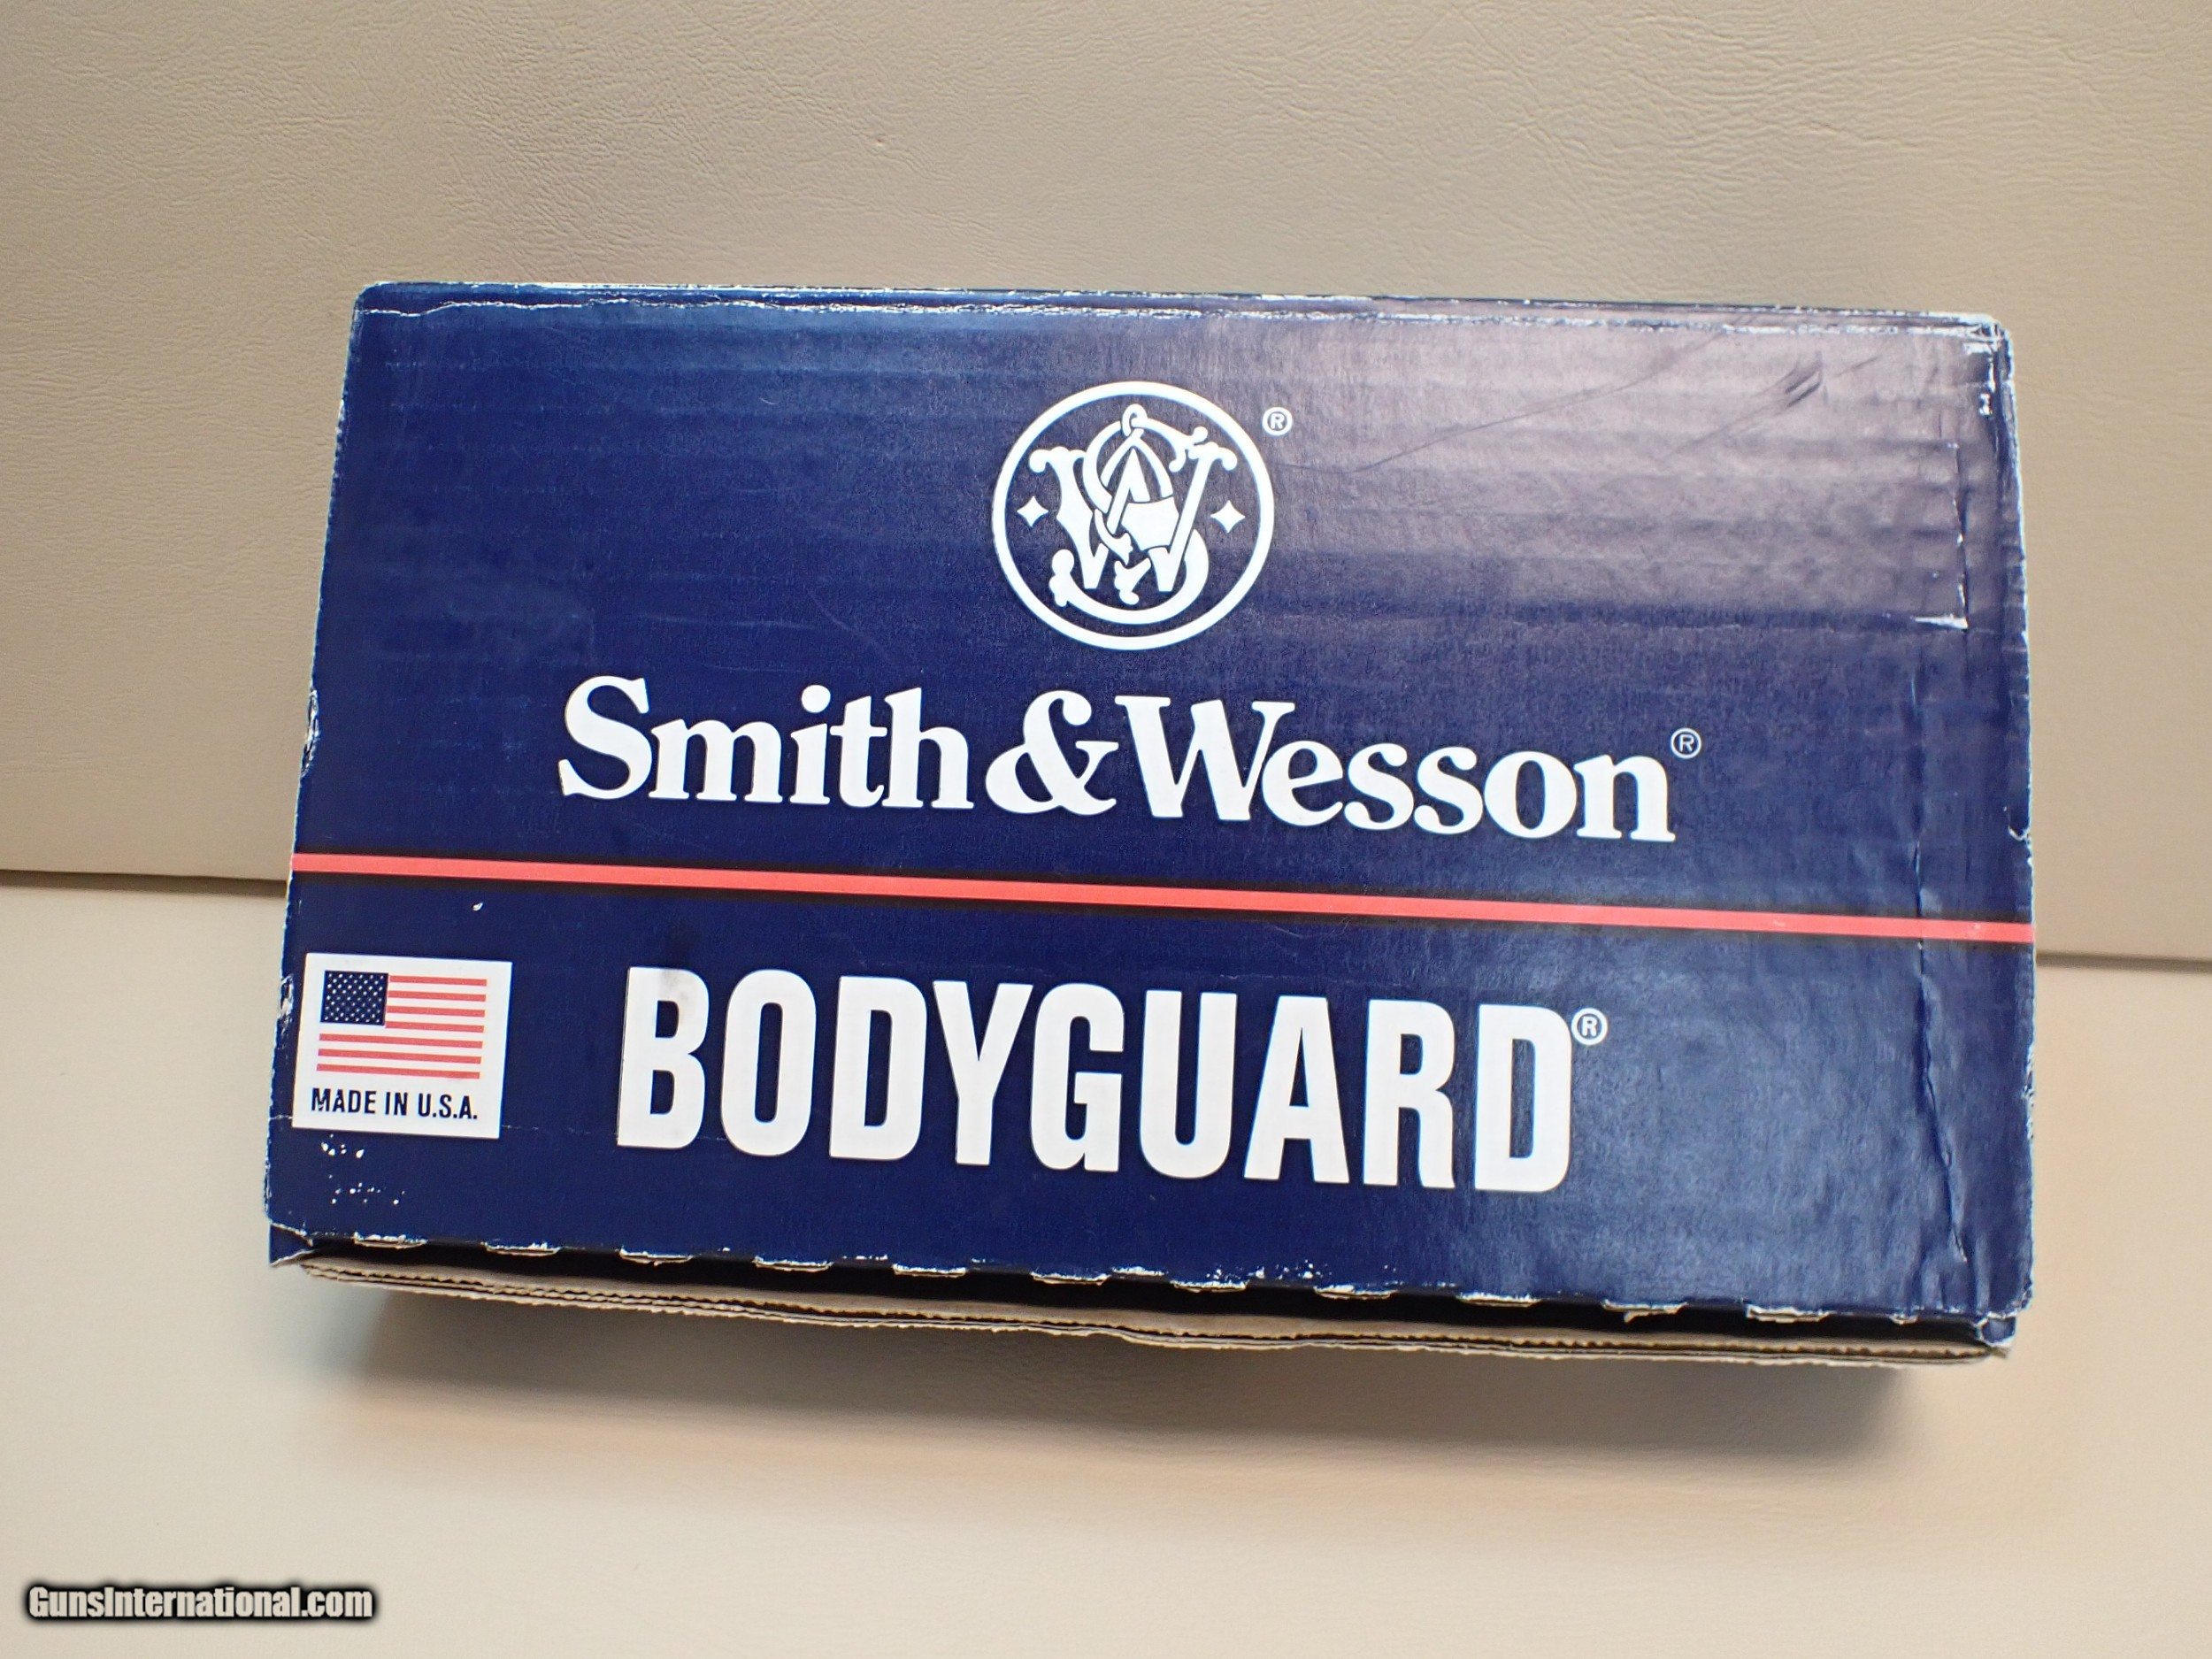 ®
Smith & Wesson®
BODYGUARD®
MADE IN U.S.A.
GunsInternational.com